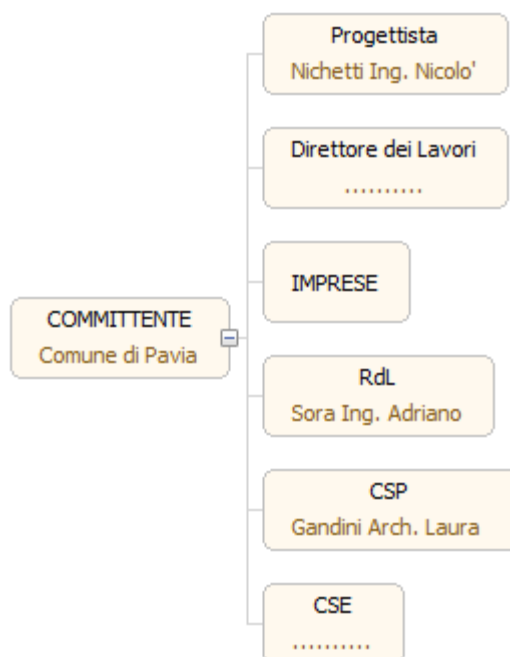 Progettista
Nichetti Ing. Nicolo'
Direttore dei Lavori
..........
IMPRESE
COMMITTENTE
Comune di Pavia
RdL
Sora Ing. Adriano
CSP
Gandini Arch. Laura
CSE
..........